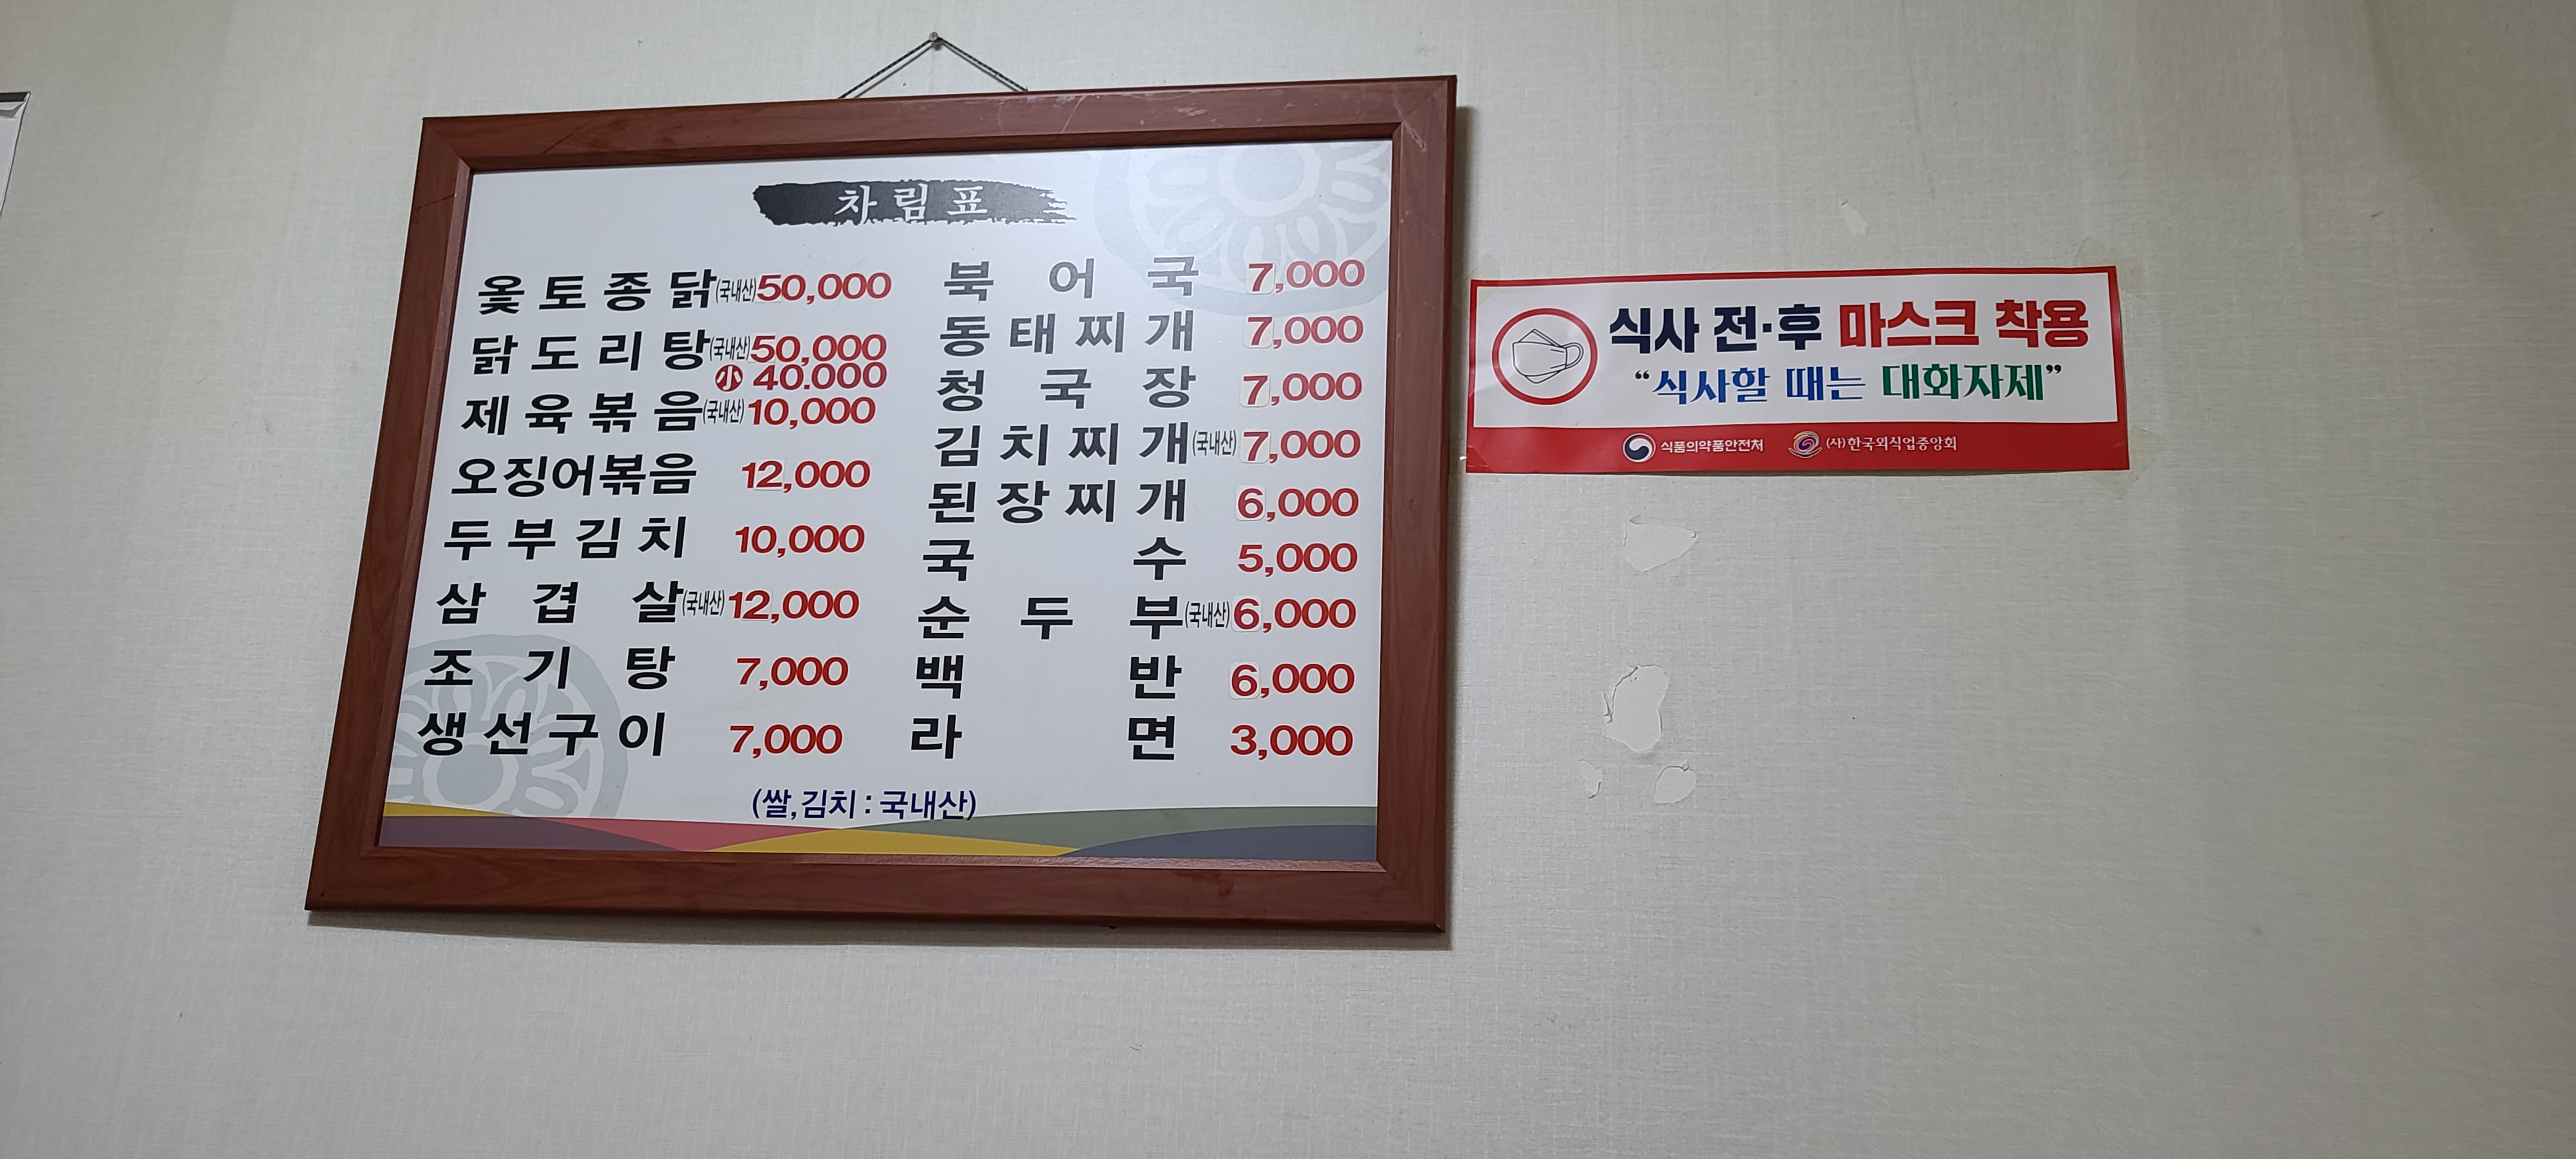 차림표
옻토종닭(국내산)50,000
닭도리탕(국내산)50,000
小 40.000
제육볶음(국내산)10,000
오징어볶음 12,000
두부김치 10,000
삼겹살(국내산)12,000
조기탕 7,000
생선구이 7,000
북어국 7,000
동태찌개 7,000
청국장 7,000
김치찌개(국내산)7,000
된장찌개 6,000
국수 5,000
순두부(국내산)6,000
백반 6,000
라면 3,000
(쌀,김치 : 국내산)
식사 전·후 마스크 착용
“식사할 때는 대화자제”
식품의약품안전처 (사)한국외식업중앙회